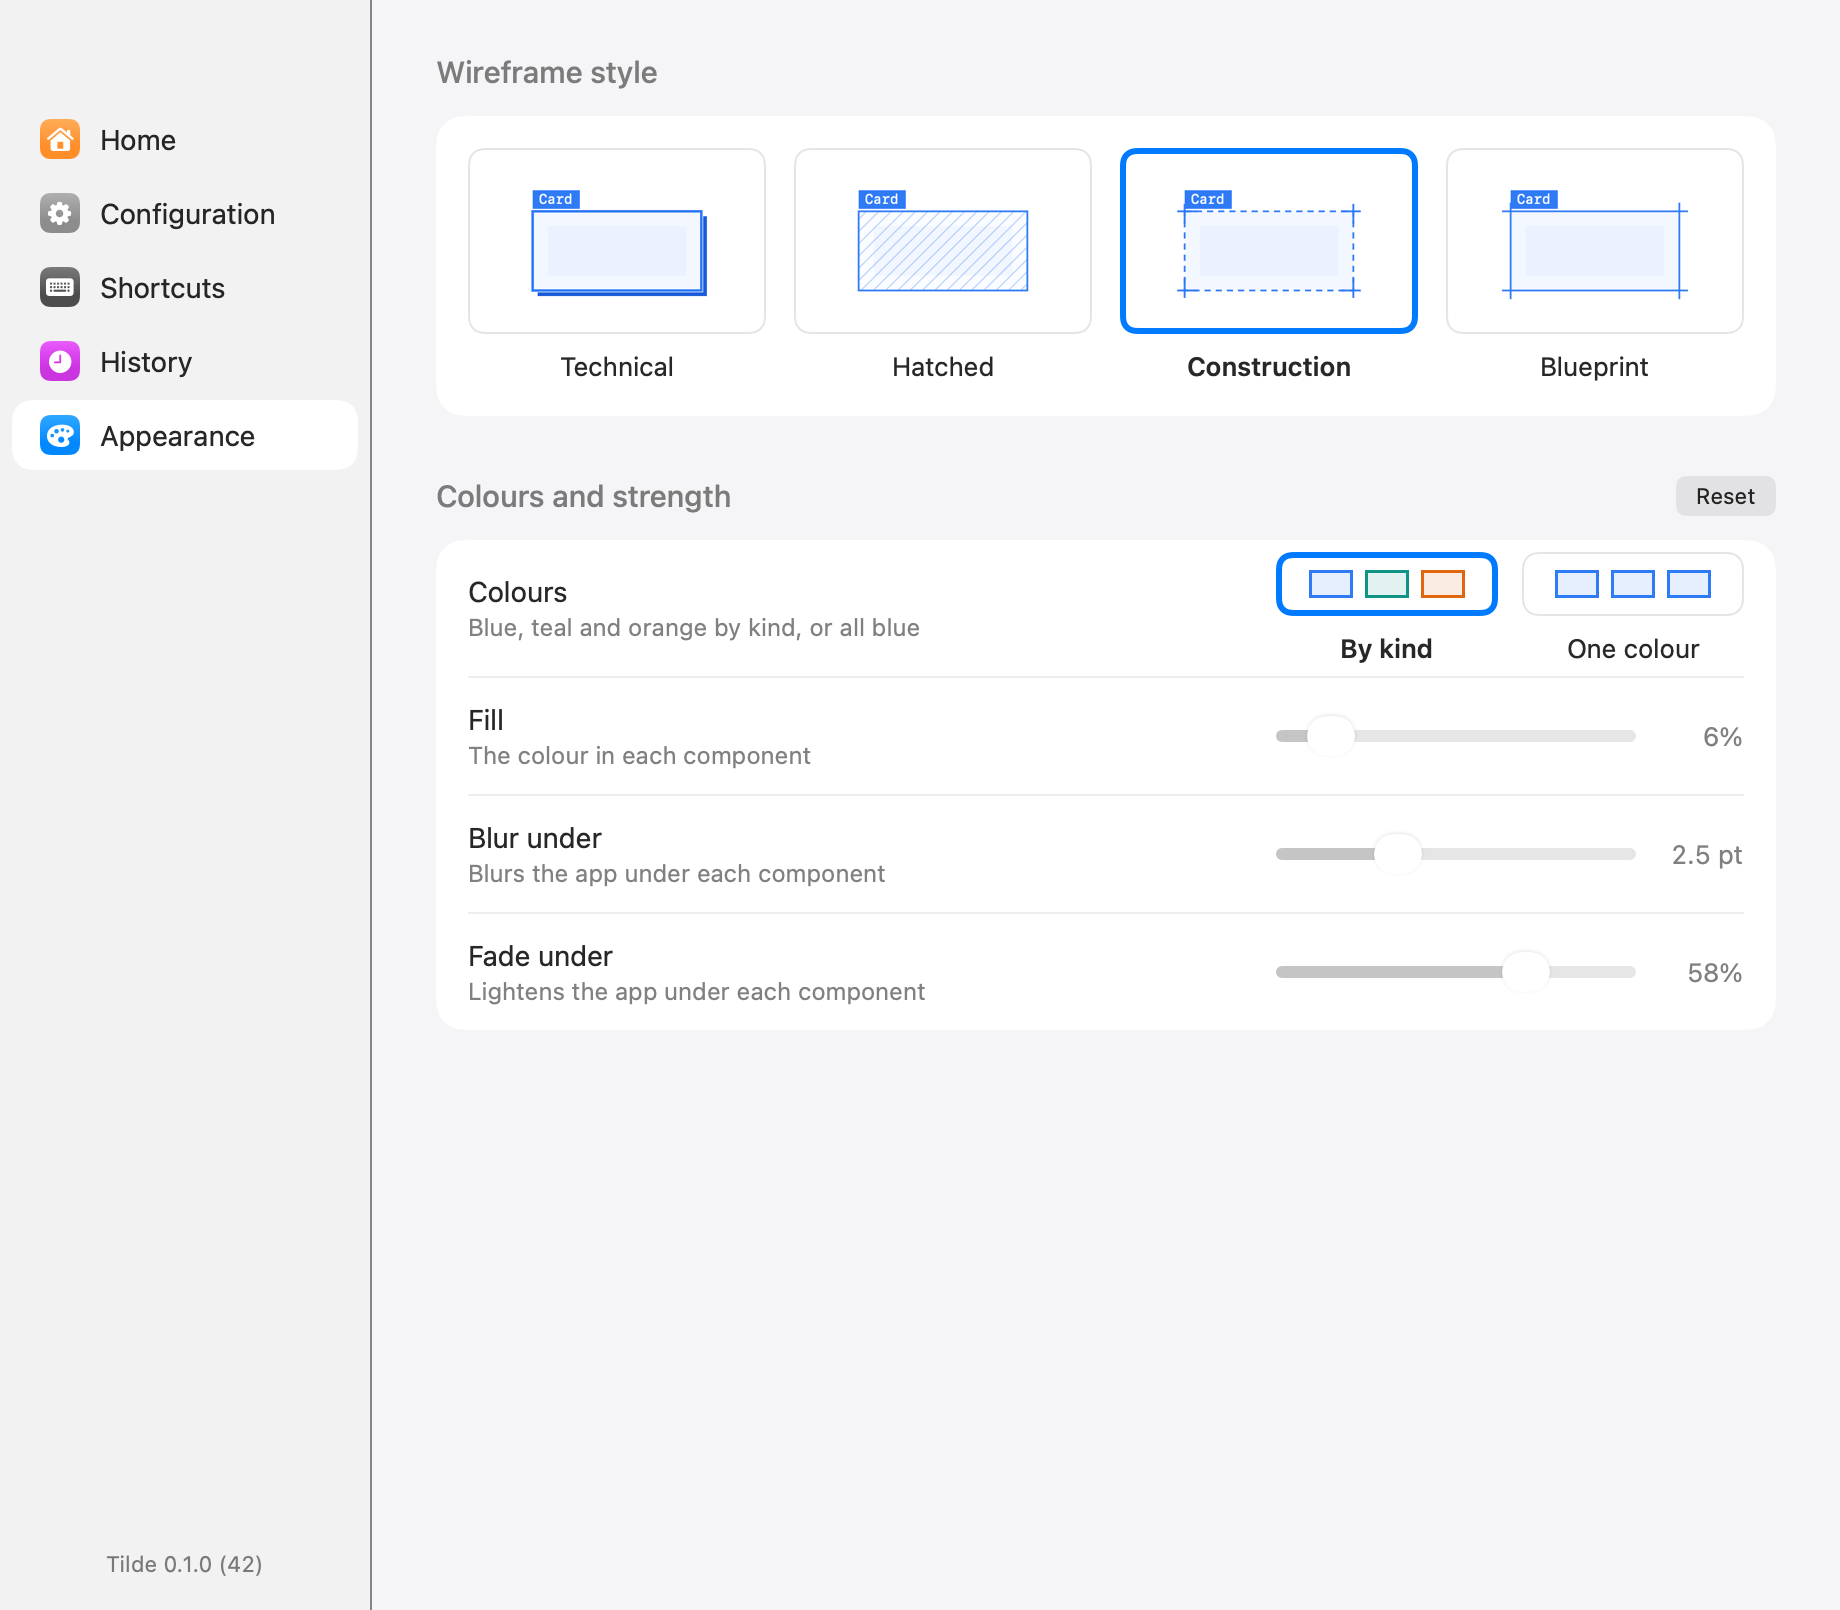 Home
Configuration
Shortcuts
History
Appearance
Tilde 0.1.0 (42)
Wireframe style
Card
Technical
Card
Hatched
Card
Construction
Card
Blueprint
Colours and strength
Reset
Colours
Blue, teal and orange by kind, or all blue
By kind
One colour
Fill
The colour in each component
6%
Blur under
Blurs the app under each component
2.5 pt
Fade under
Lightens the app under each component
58%